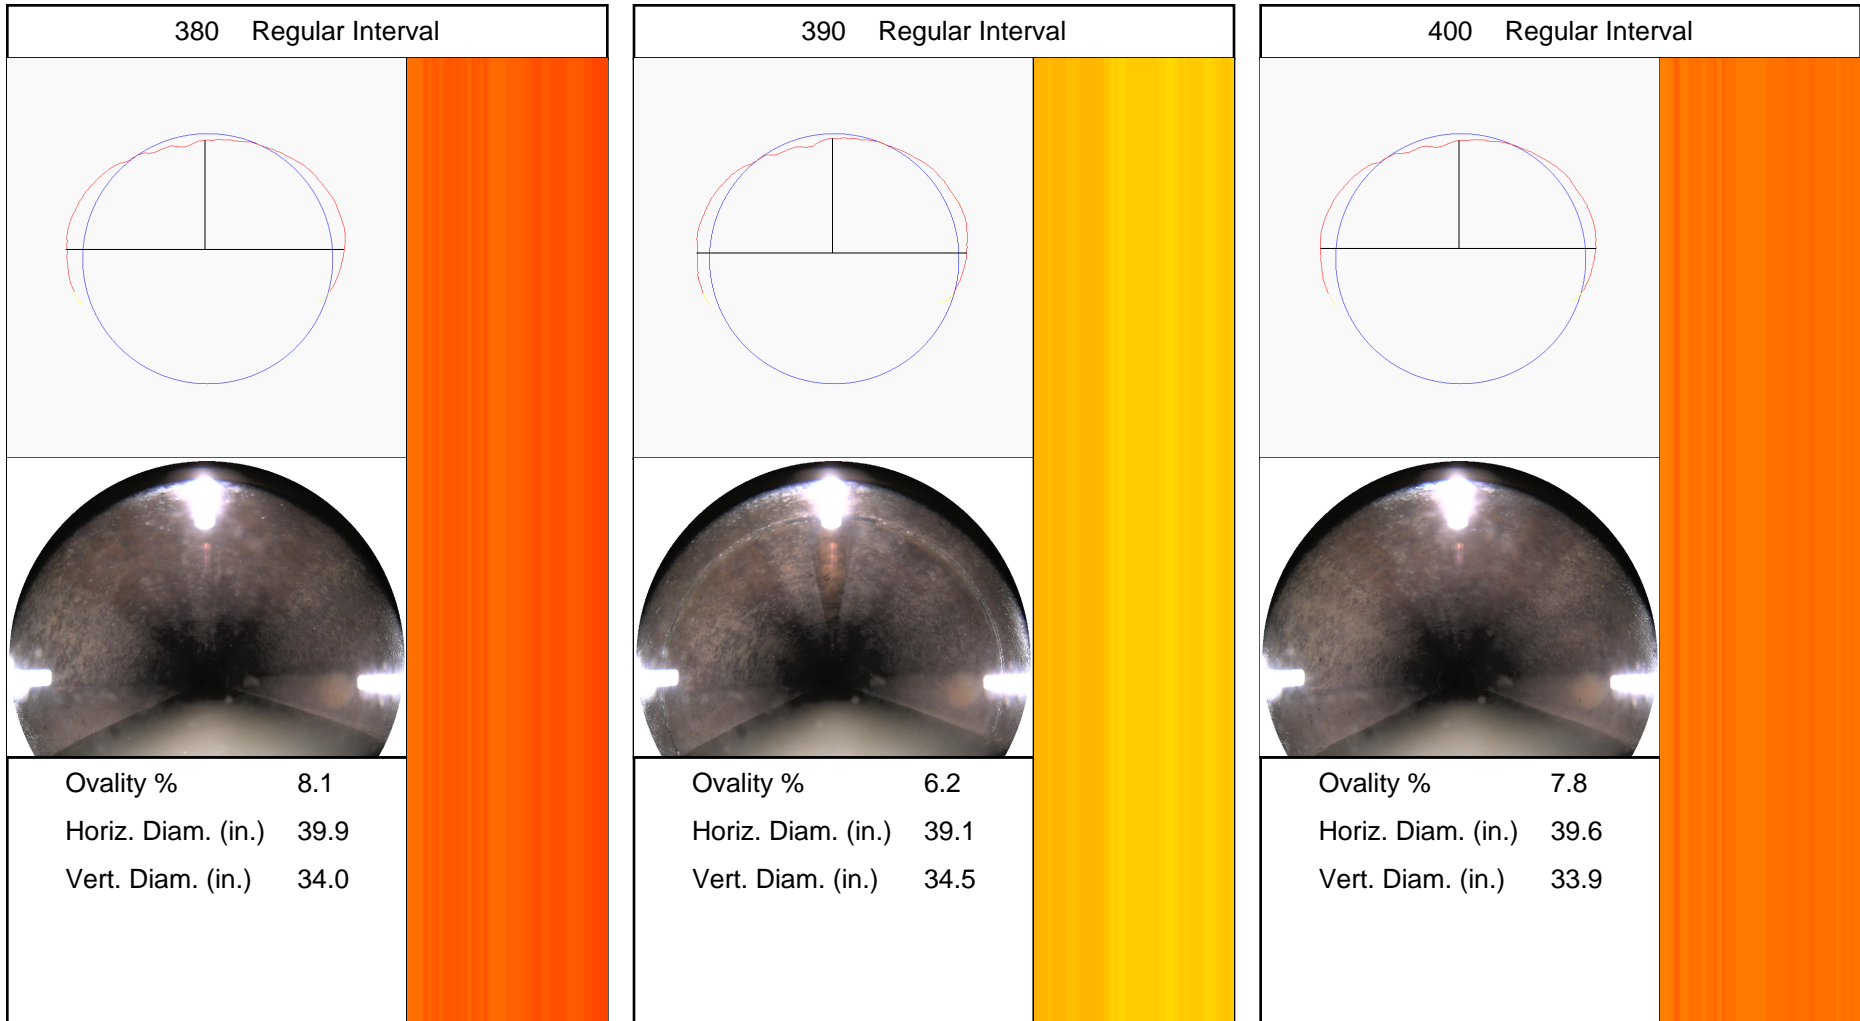 380 Regular Interval
Ovality % 8.1
Horiz. Diam. (in.) 39.9
Vert. Diam. (in.) 34.0
390 Regular Interval
Ovality % 6.2
Horiz. Diam. (in.) 39.1
Vert. Diam. (in.) 34.5
400 Regular Interval
Ovality % 7.8
Horiz. Diam. (in.) 39.6
Vert. Diam. (in.) 33.9